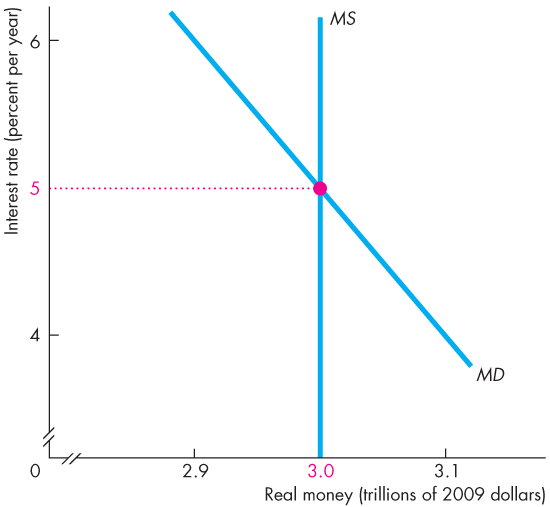 MS
6
Interest rate (percent per year)
5
4
MD
0
2.9
3.0
3.1
Real money (trillions of 2009 dollars)